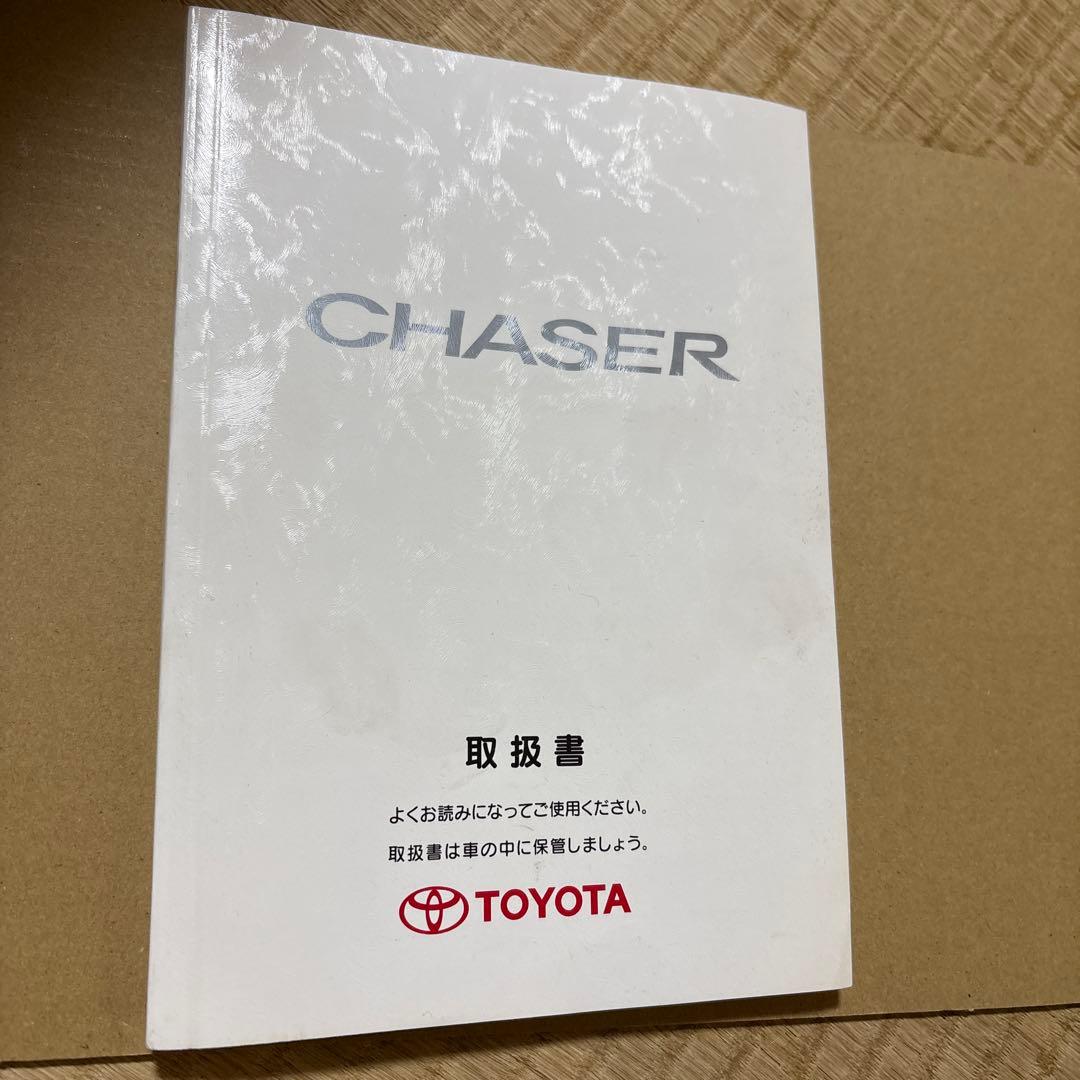 CHASER
取扱書
よくお読みになってご使用ください。
取扱書は車の中に保管しましょう。
TOYOTA